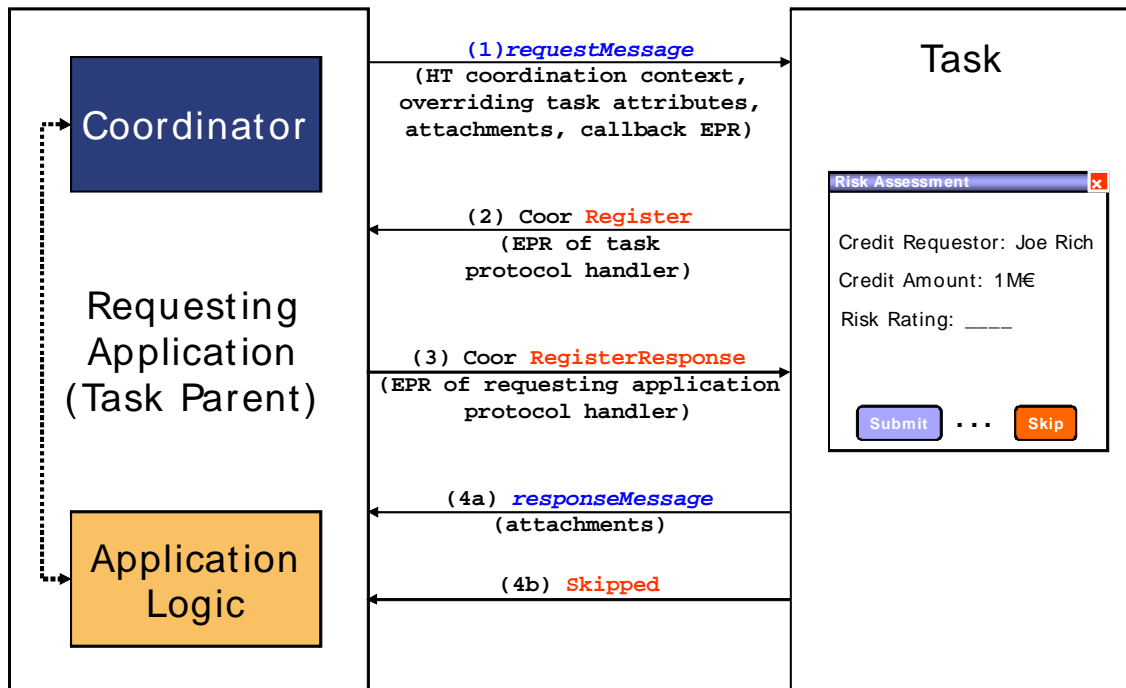 Coordinator
Requesting
Application
(Task Parent)
Application
Logic
(1)requestMessage
(HT coordination context,
overriding task attributes,
attachments, callback EPR)
(2) Coor Register
(EPR of task
protocol handler)
(3) Coor RegisterResponse
(EPR of requesting application
protocol handler)
(4a) responseMessage
(attachments)
(4b) Skipped
Task
Risk Assessment
x
Credit Requestor: Joe Rich
Credit Amount: 1M€
Risk Rating: ____
Submit ... Skip